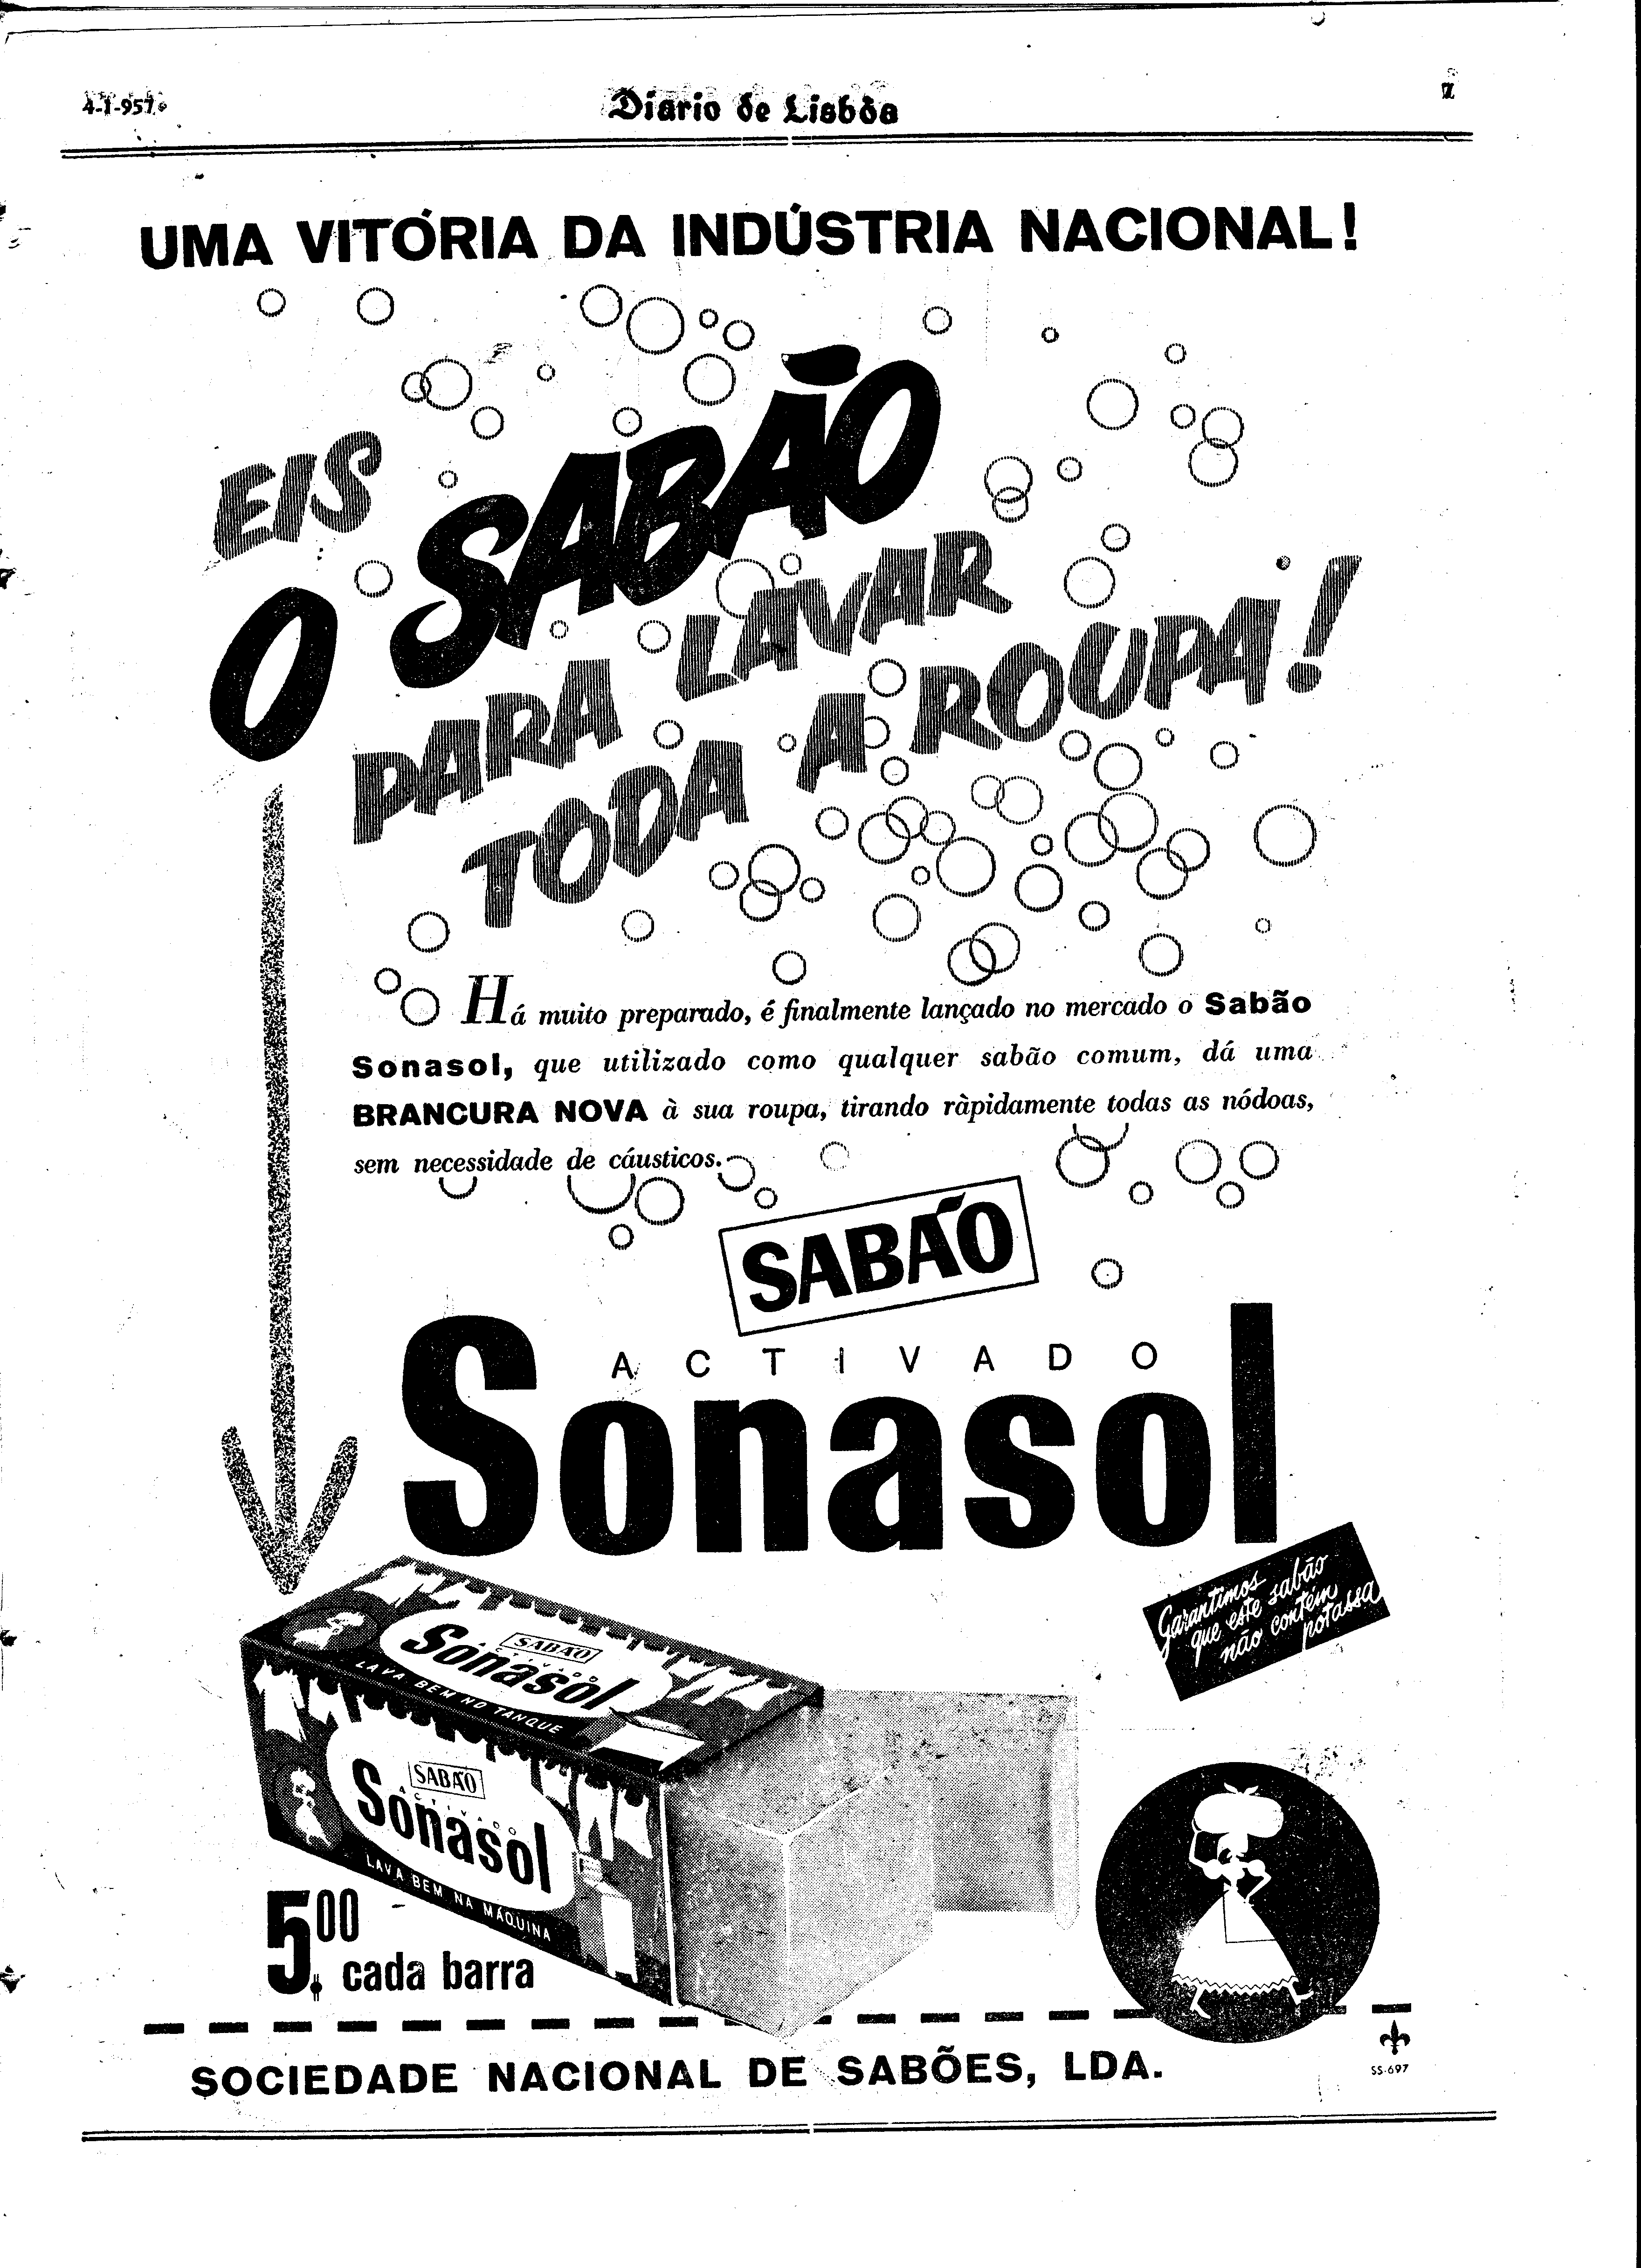 4-1-957
Diario de Lisbôa
7
UMA VITÓRIA DA INDÚSTRIA NACIONAL!
EIS
O SABÃO
PARA LAVAR
TODA A ROUPA!
Há muito preparado, é finalmente lançado no mercado o Sabão
Sonasol, que utilizado como qualquer sabão comum, dá uma
BRANCURA NOVA à sua roupa, tirando ràpidamente todas as nódoas,
sem necessidade de cáusticos.
SABÃO
ACTIVADO
Sonasol
Garantimos
que este sabão
não contém
potassa
SABÃO
ACTIVADO
Sonasol
LAVA BEM NO TANQUE
SABÃO
ACTIVADO
Sonasol
LAVA BEM NA MÁQUINA
5$00
cada barra
SOCIEDADE NACIONAL DE SABÕES, LDA.
SS-697